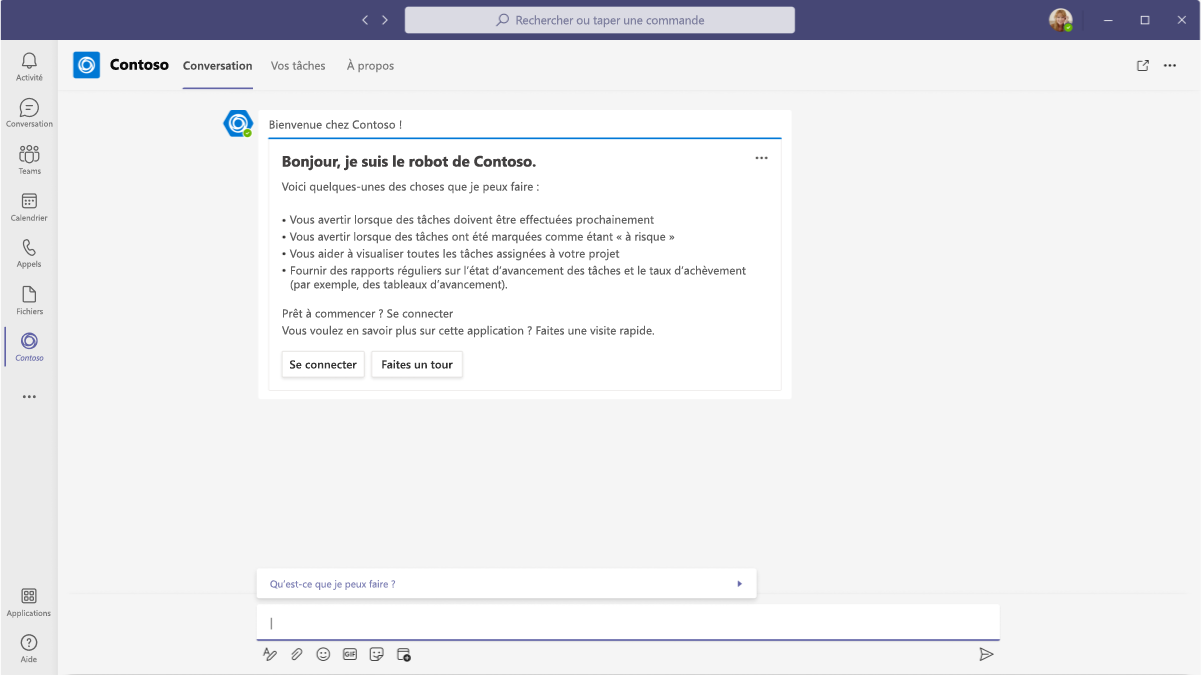 Rechercher ou taper une commande
Activité
Conversation
Teams
Calendrier
Appels
Fichiers
Contoso
Applications
Aide
Contoso Conversation Vos tâches À propos
Bienvenue chez Contoso !
Bonjour, je suis le robot de Contoso.
Voici quelques-unes des choses que je peux faire :
• Vous avertir lorsque des tâches doivent être effectuées prochainement
• Vous avertir lorsque des tâches ont été marquées comme étant « à risque »
• Vous aider à visualiser toutes les tâches assignées à votre projet
• Fournir des rapports réguliers sur l'état d'avancement des tâches et le taux d'achèvement
(par exemple, des tableaux d'avancement).
Prêt à commencer ? Se connecter
Vous voulez en savoir plus sur cette application ? Faites une visite rapide.
Se connecter Faites un tour
Qu'est-ce que je peux faire ?
GIF